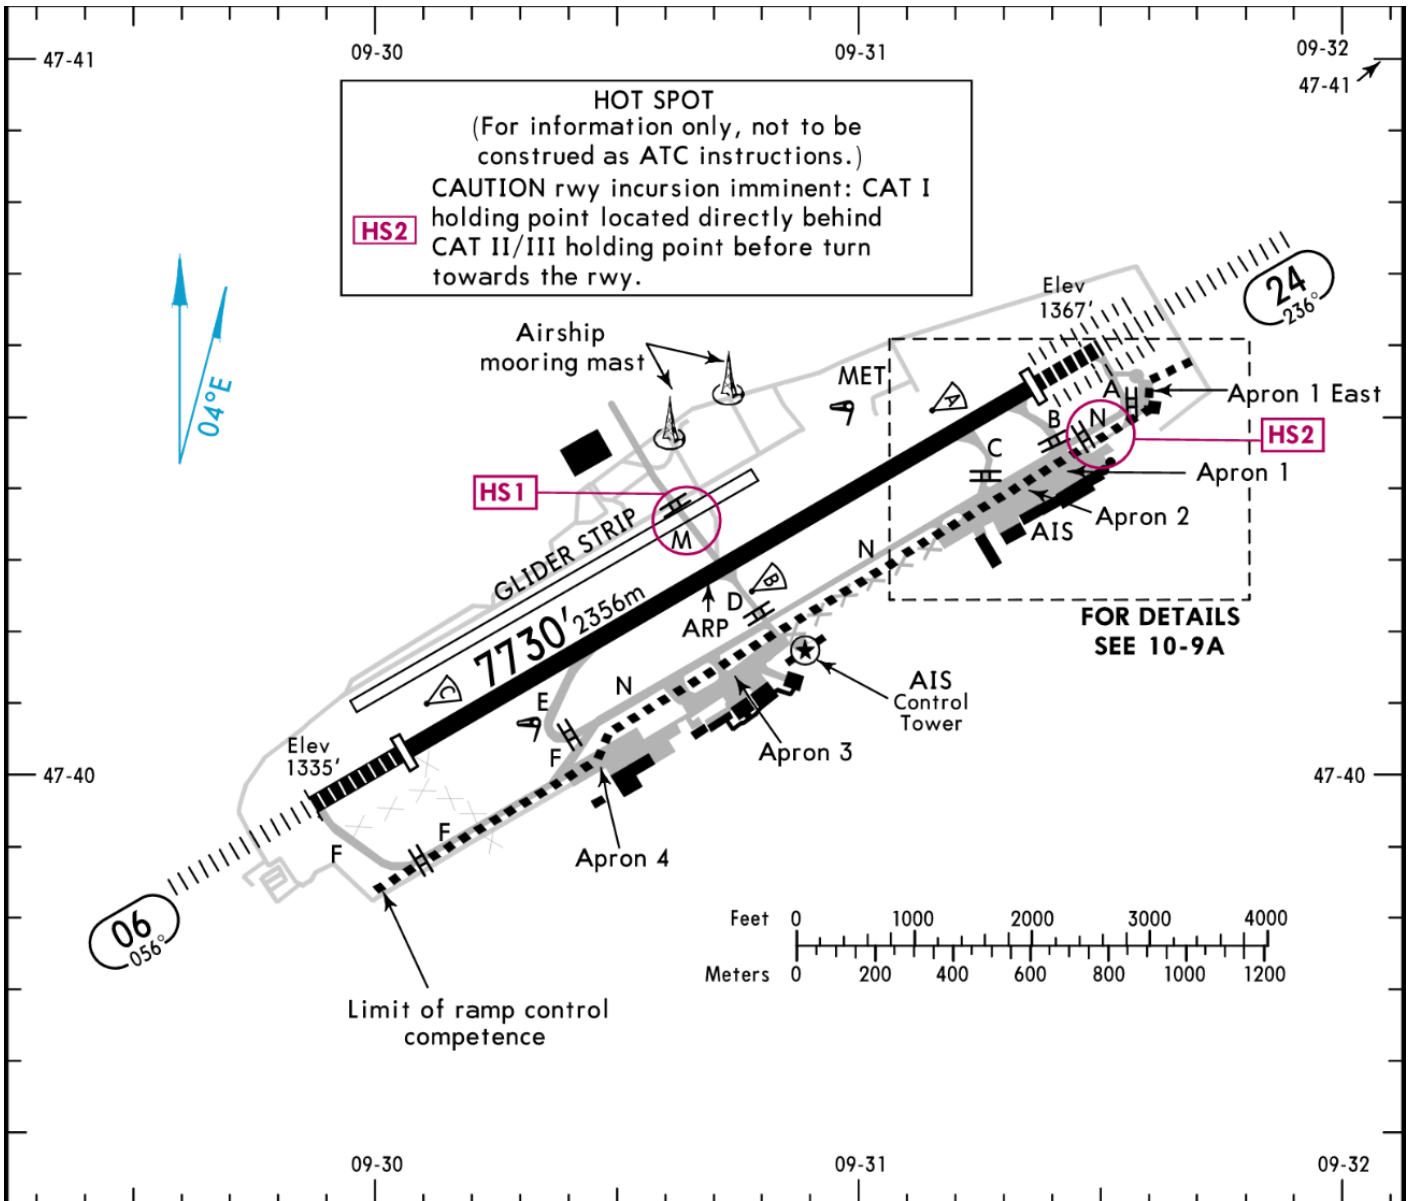 09-30
09-31
09-32
47-41
47-41
HOT SPOT
(For information only, not to be
construed as ATC instructions.)
CAUTION rwy incursion imminent: CAT I
holding point located directly behind
CAT II/III holding point before turn
towards the rwy.
HS2
04°E
Airship
mooring mast
MET
Elev
1367'
24
236°
A
A
Apron 1 East
B
N
HS2
C
Apron 1
Apron 2
AIS
HS1
M
GLIDER STRIP
N
B
D
ARP
FOR DETAILS
SEE 10-9A
7730' 2356m
C
N
E
AIS
Control
Tower
Apron 3
Elev
1335'
F
47-40
47-40
F
F
Apron 4
06
056°
Limit of ramp control
competence
Feet 0 1000 2000 3000 4000
Meters 0 200 400 600 800 1000 1200
09-30
09-31
09-32